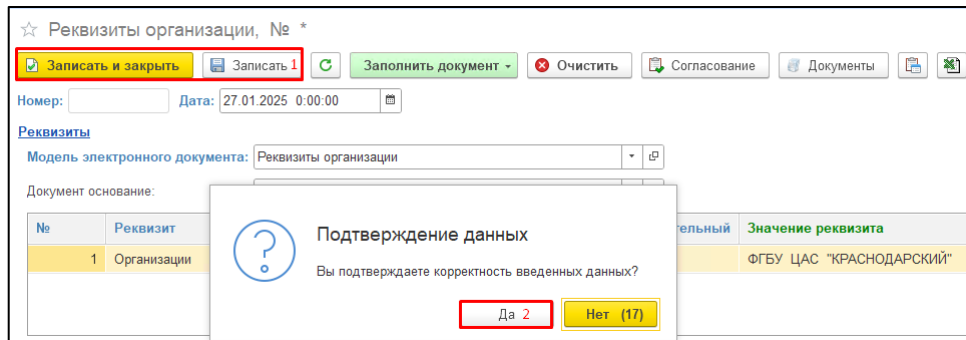 Реквизиты организации, № *
Записать и закрыть Записать 1 Заполнить документ Очистить Согласование Документы
Номер: Дата: 27.01.2025 0:00:00
Реквизиты
Модель электронного документа: Реквизиты организации
Документ основание:
№ Реквизит тельный Значение реквизита
1 Организации ФГБУ ЦАС "КРАСНОДАРСКИЙ"
Подтверждение данных
Вы подтверждаете корректность введенных данных?
Да 2 Нет (17)